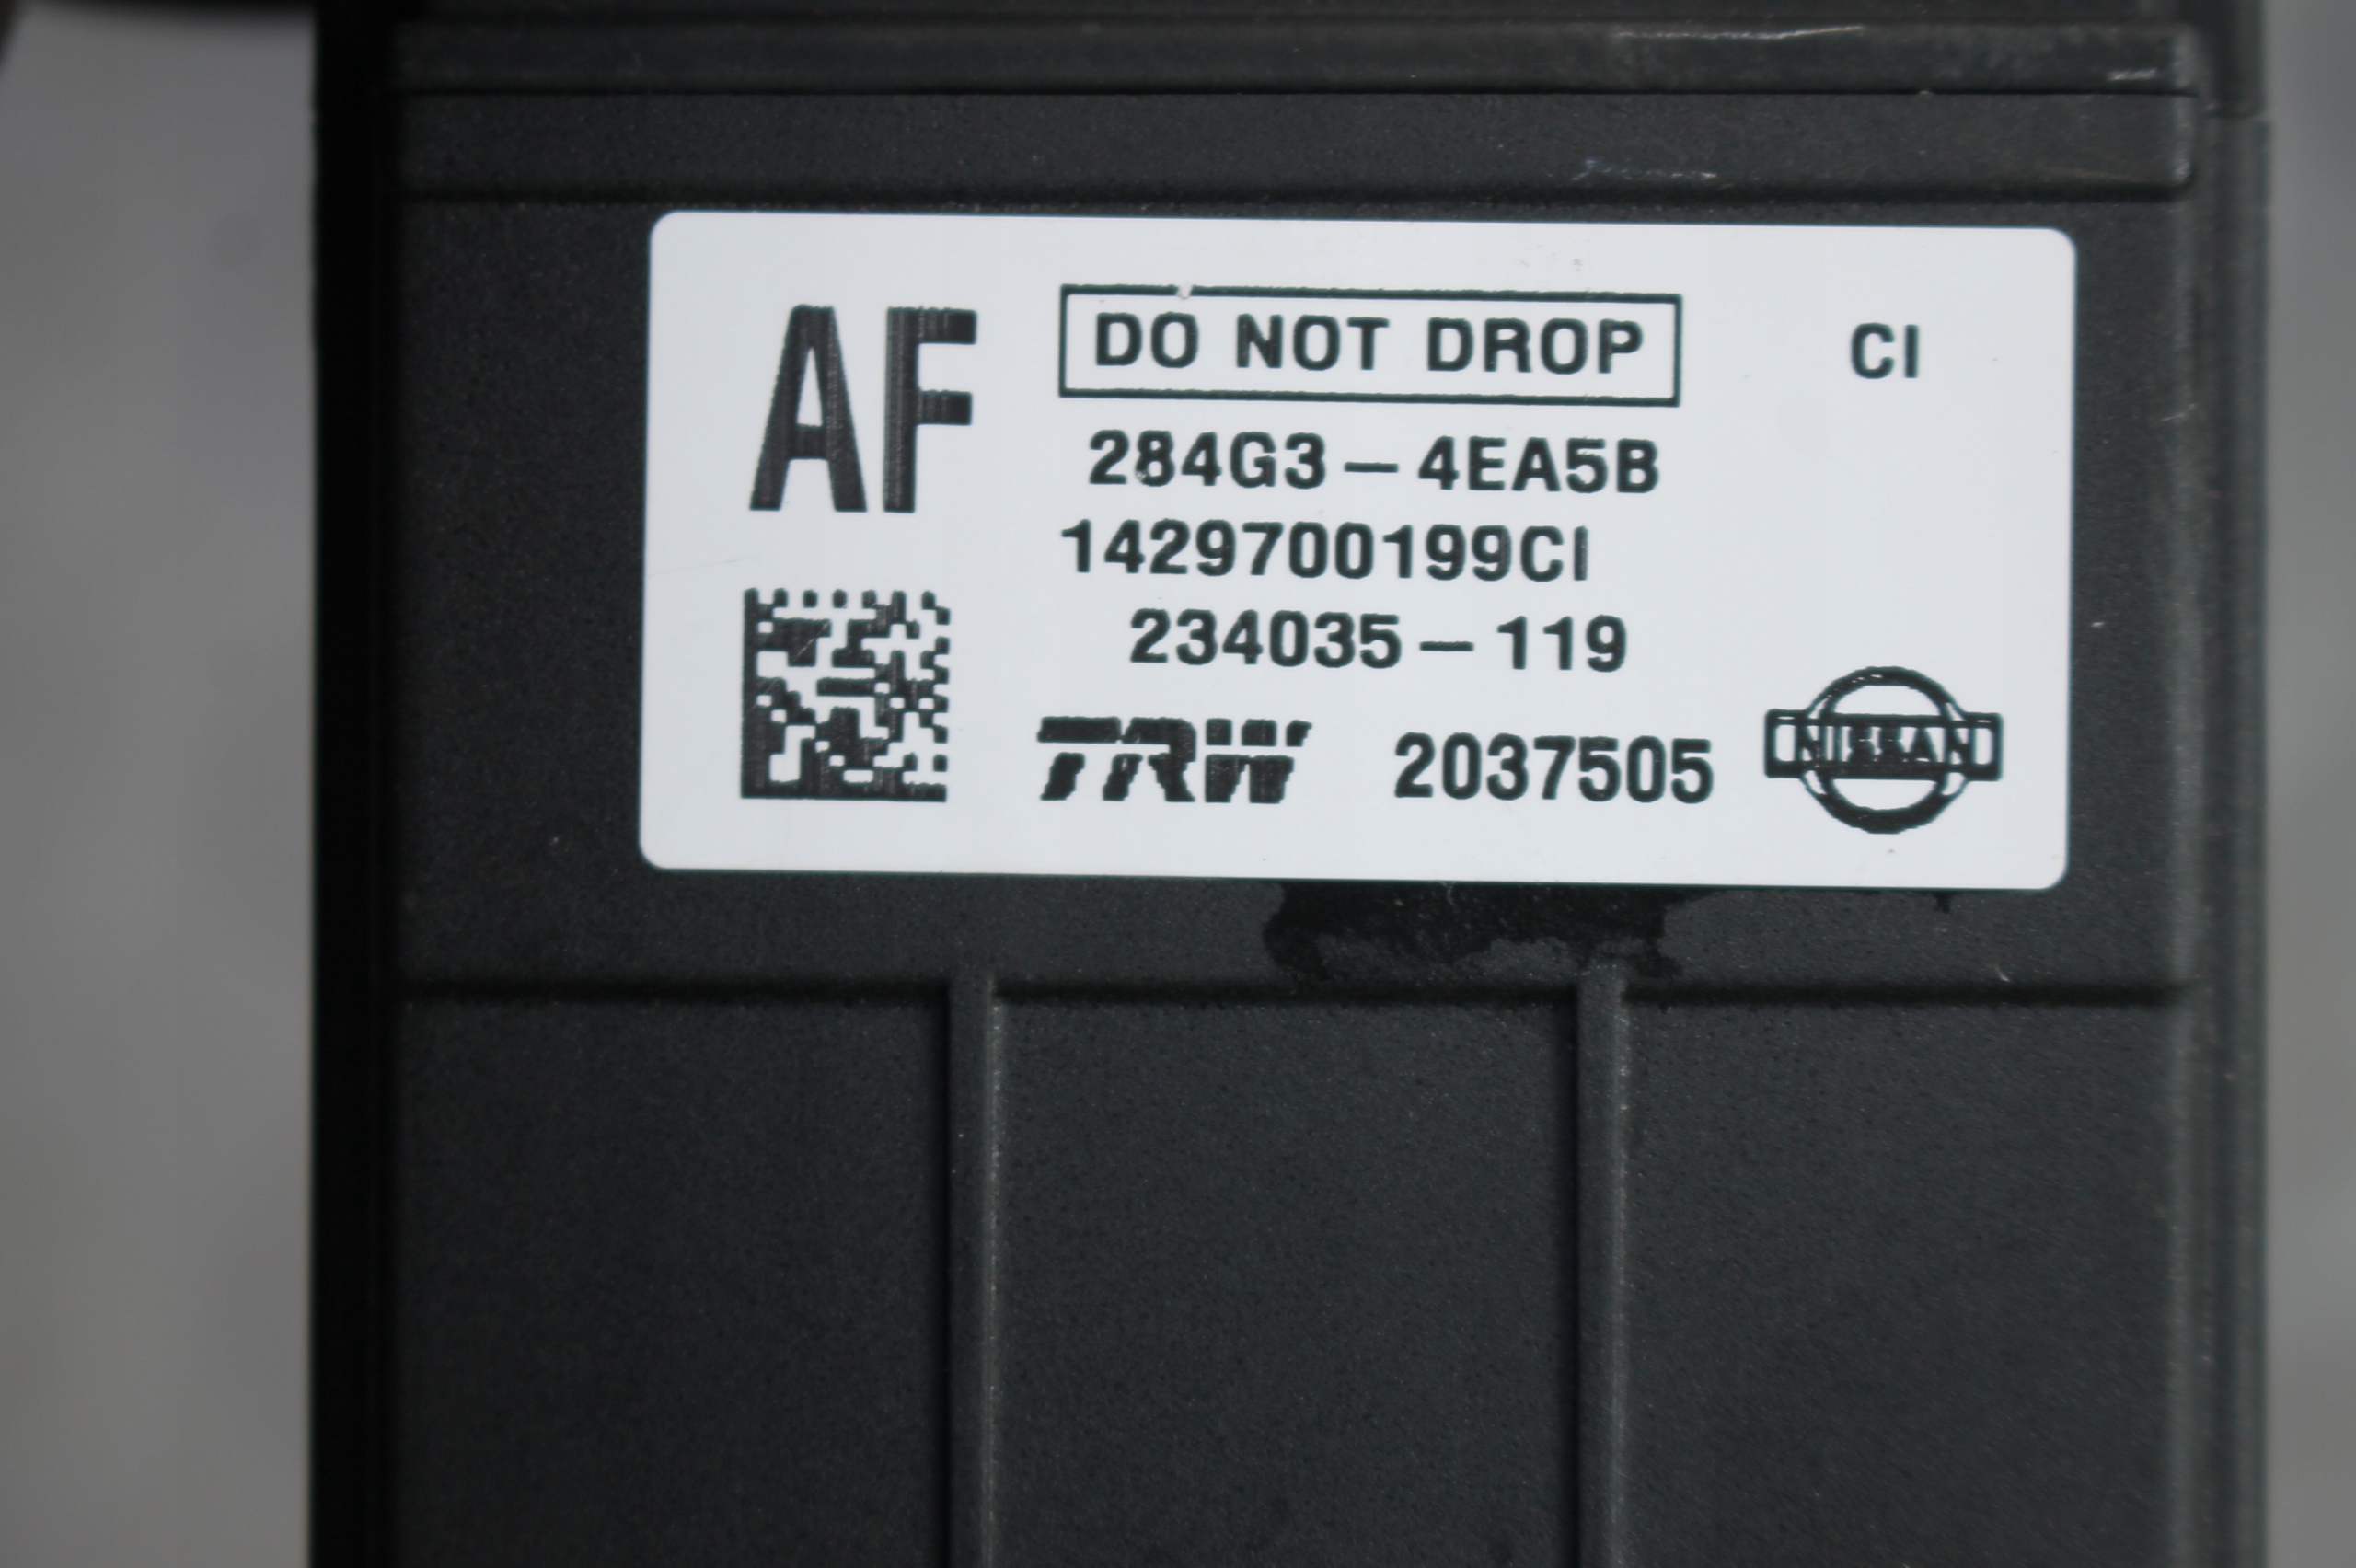 AF
DO NOT DROP
CI
284G3-4EA5B
1429700199CI
234035-119
TRW 2037505
NISSAN